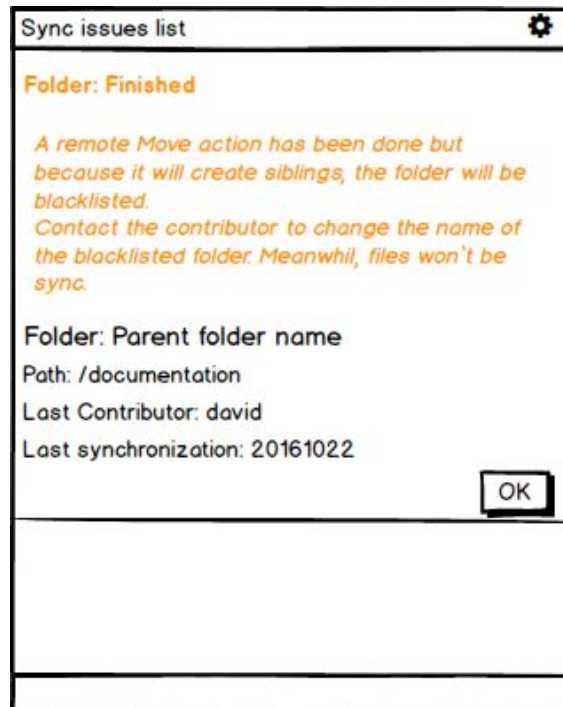 Sync issues list
Folder: Finished
A remote Move action has been done but
because it will create siblings, the folder will be
blacklisted.
Contact the contributor to change the name of
the blacklisted folder. Meanwhil, files won't be
sync.
Folder: Parent folder name
Path: /documentation
Last Contributor: david
Last synchronization: 20161022
OK